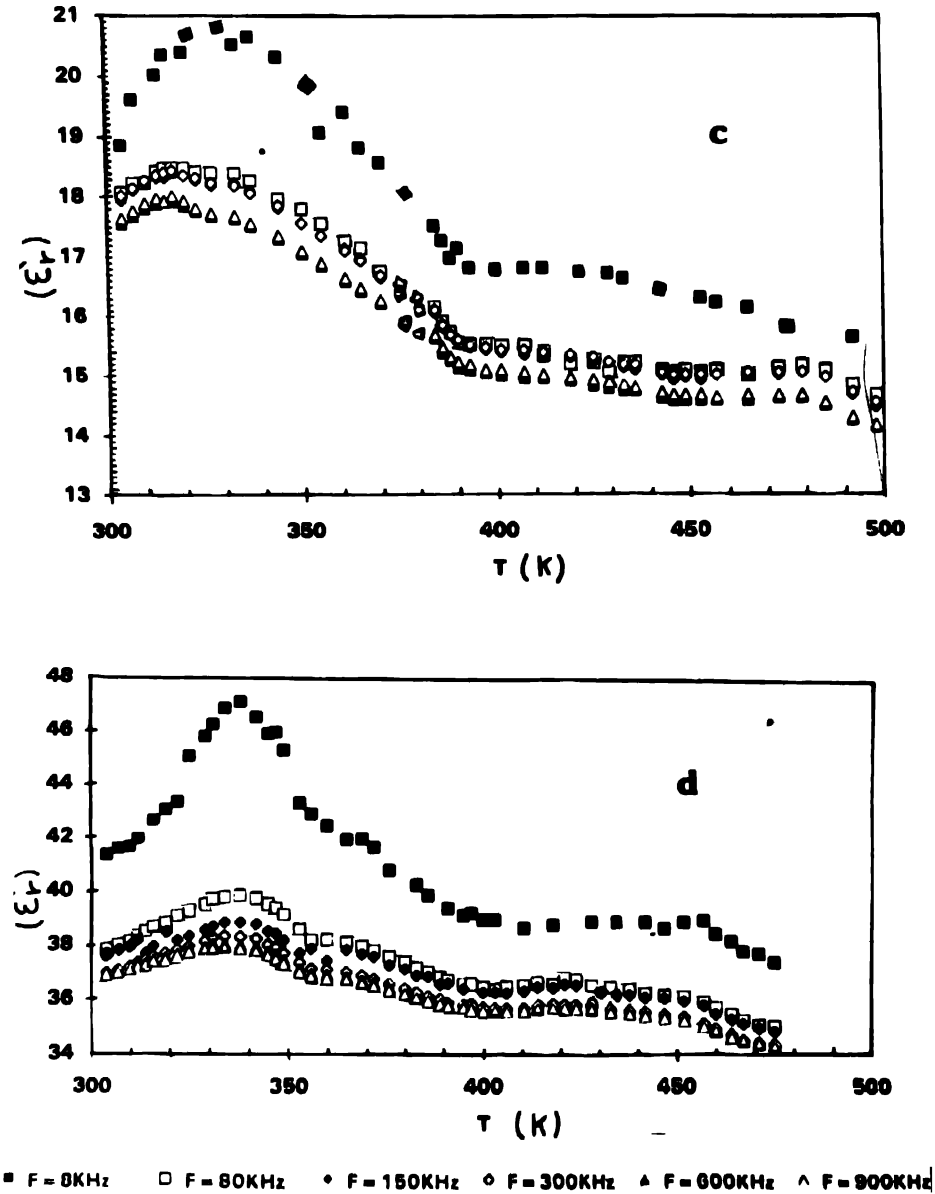 21
20
19
18
17
16
15
14
13
(ε'r)
c
300 350 400 450 500
T (K)
48
46
44
42
40
38
36
34
(ε'r)
d
300 350 400 450 500
T (K)
F = 8KHz F = 80KHz F = 150KHz F = 300KHz F = 600KHz F = 900KHz